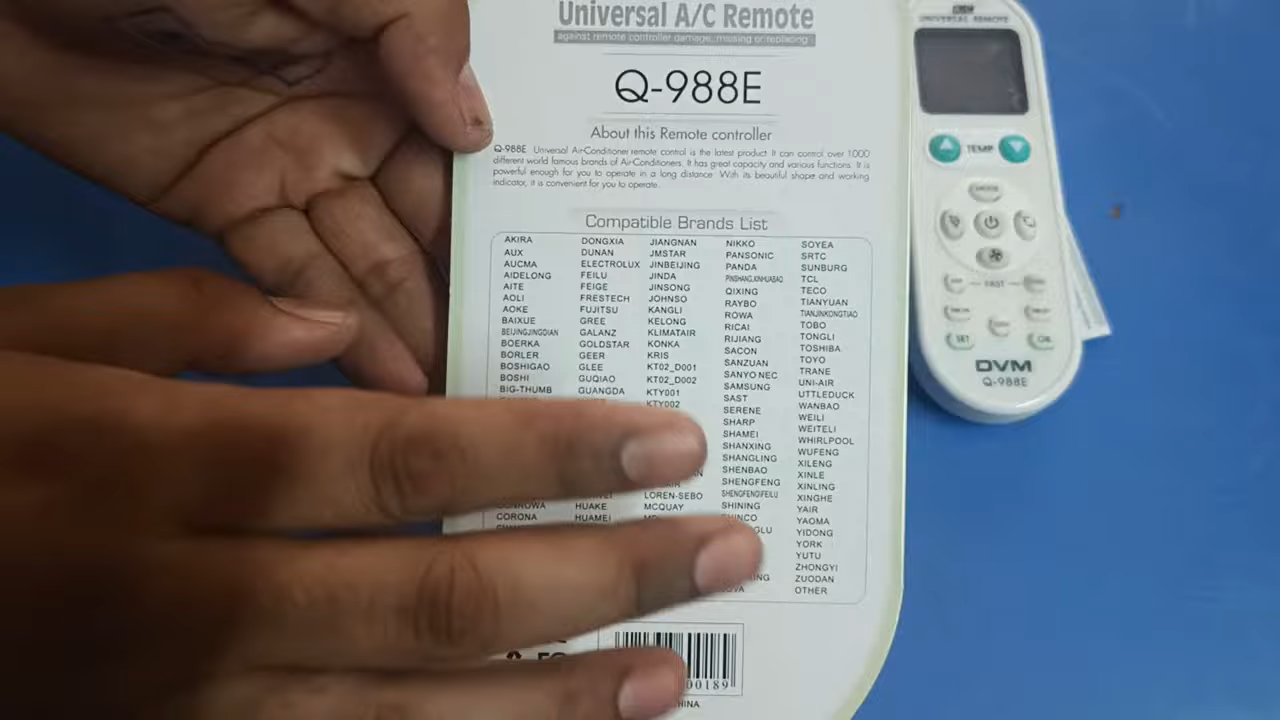 Universal A/C Remote
against remote controller damage, missing or replacing
Q-988E
About this Remote controller
Q-988E Universal Air-Conditioner remote control is the latest product. It can control over 1000
different world famous brands of Air-Conditioners. It has great capacity and various functions. It is
powerful enough for you to operate in a long distance. With its beautiful shape and working
indicator, it is convenient for you to operate.
Compatible Brands List
AKIRA
AUX
AUCMA
AIDELONG
AITE
AOLI
AOKE
BAIXUE
BEIJINGJINGDIAN
BOERKA
BORLER
BOSHIGAO
BOSHI
BIG-THUMB
CORONA
DONGXIA
DUNAN
ELECTROLUX
FEILU
FEIGE
FRESTECH
FUJITSU
GREE
GALANZ
GOLDSTAR
GEER
GLEE
GUQIAO
GUANGDA
HUAKE
HUAMEI
JIANGNAN
JMSTAR
JINBEIJING
JINDA
JINSONG
JOHNSO
KANGLI
KELONG
KLIMATAIR
KONKA
KRIS
KT02_D001
KT02_D002
KTY001
KTY002
LOREN-SEBO
MCQUAY
NIKKO
PANSONIC
PANDA
PINSHANG,XINHUABAO
QIXING
RAYBO
ROWA
RICAI
RIJIANG
SACON
SANZUAN
SANYO NEC
SAMSUNG
SAST
SERENE
SHARP
SHAMEI
SHANXING
SHANGLING
SHENBAO
SHENGFENG
SHENGFENGFEILU
SHINING
SOYEA
SRTC
SUNBURG
TCL
TECO
TIANYUAN
TIANJINKONGTIAO
TOBO
TONGLI
TOSHIBA
TOYO
TRANE
UNI-AIR
UTTLEDUCK
WANBAO
WEILI
WEITELI
WHIRLPOOL
WUFENG
XILENG
XINLE
XINLING
XINGHE
YAIR
YAOMA
YIDONG
YORK
YUTU
ZHONGYI
ZUODAN
OTHER
00189
UNIVERSAL REMOTE
TEMP
MODE
FAST
SET
OK
DVM
Q-988E